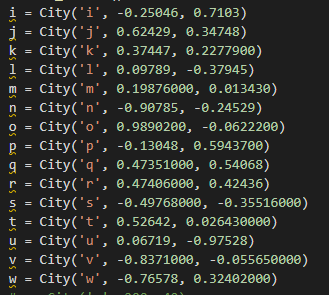 i = City('i', -0.25046, 0.7103)
j = City('j', 0.62429, 0.34748)
k = City('k', 0.37447, 0.2277900)
l = City('l', 0.09789, -0.37945)
m = City('m', 0.19876000, 0.013430)
n = City('n', -0.90785, -0.24529)
o = City('o', 0.9890200, -0.0622200)
p = City('p', -0.13048, 0.5943700)
q = City('q', 0.47351000, 0.54068)
r = City('r', 0.47406000, 0.42436)
s = City('s', -0.49768000, -0.35516000)
t = City('t', 0.52642, 0.026430000)
u = City('u', 0.06719, -0.97528)
v = City('v', -0.8371000, -0.055650000)
w = City('w', -0.76578, 0.32402000)